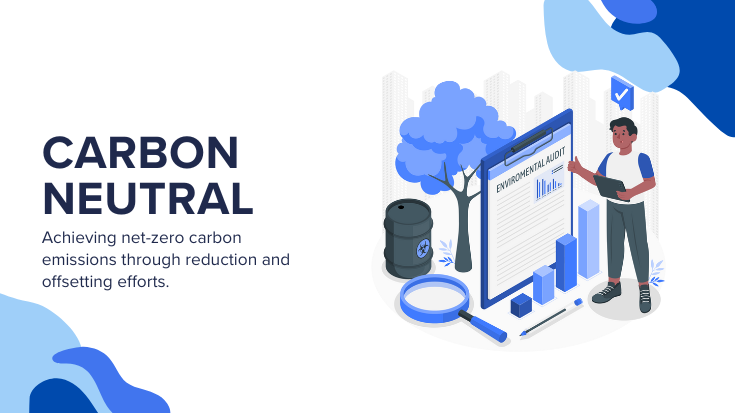 CARBON
NEUTRAL
Achieving net-zero carbon
emissions through reduction and
offsetting efforts.
ENVIROMENTAL AUDIT